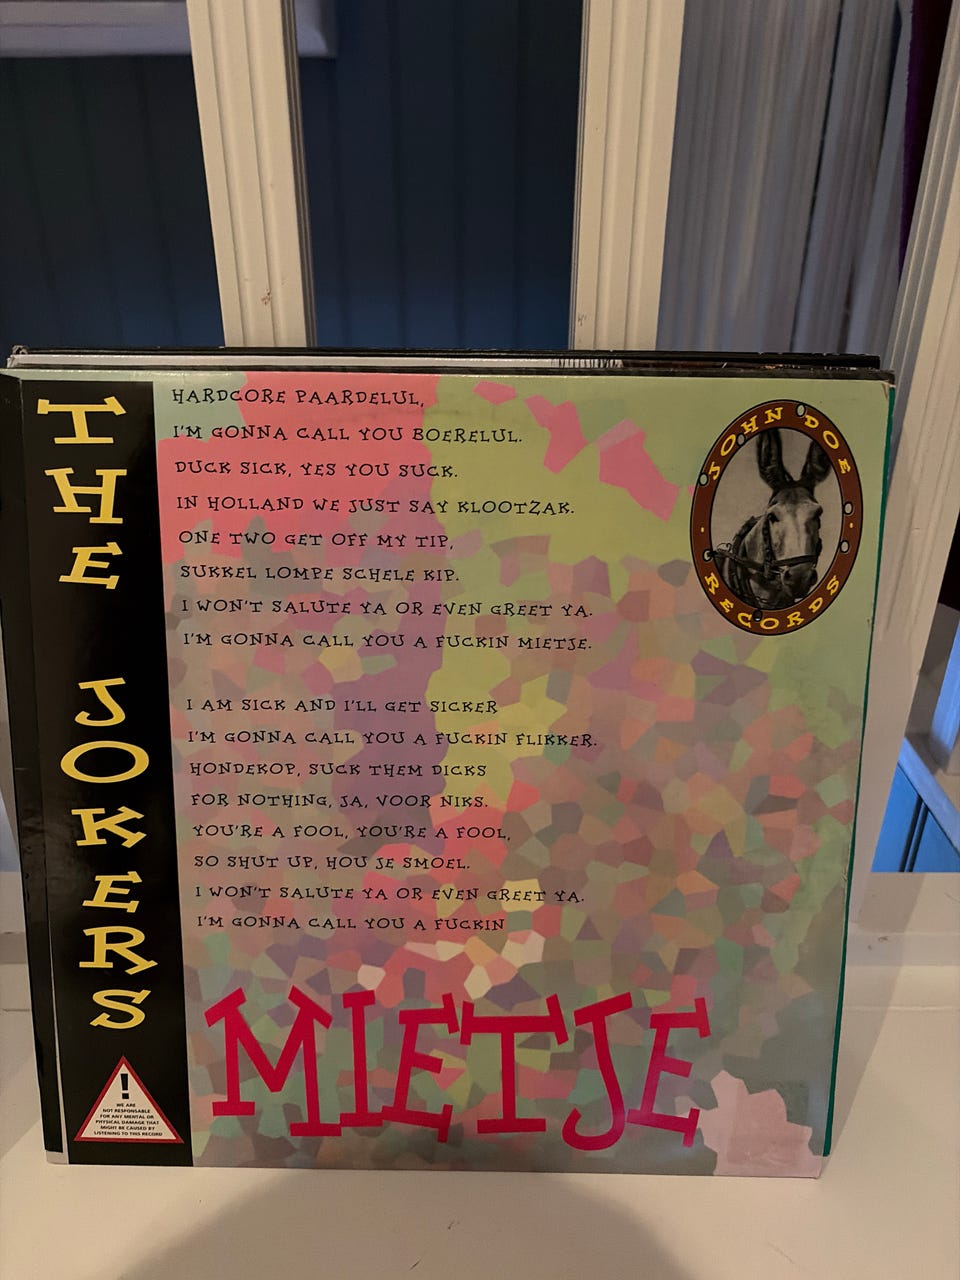 THE JOKERS
HARDCORE PAARDELUL,
I'M GONNA CALL YOU BOERELUL.
DUCK SICK, YES YOU SUCK.
IN HOLLAND WE JUST SAY KLOOTZAK.
ONE TWO GET OFF MY TIP,
SUKKEL LOMPE SCHELE KIP.
I WON'T SALUTE YA OR EVEN GREET YA.
I'M GONNA CALL YOU A FUCKIN MIETJE.
I AM SICK AND I'LL GET SICKER
I'M GONNA CALL YOU A FUCKIN FLIKKER.
HONDEKOP, SUCK THEM DICKS
FOR NOTHING, JA, VOOR NIKS.
YOU'RE A FOOL, YOU'RE A FOOL,
SO SHUT UP, HOU JE SMOEL.
I WON'T SALUTE YA OR EVEN GREET YA.
I'M GONNA CALL YOU A FUCKIN
MIETJE
JOHN DOE
RECORDS
!
WE ARE
NOT RESPONSABLE
FOR ANY MENTAL OR
PHYSICAL DAMAGE THAT
MIGHT BE CAUSED BY
LISTENING TO THIS RECORD